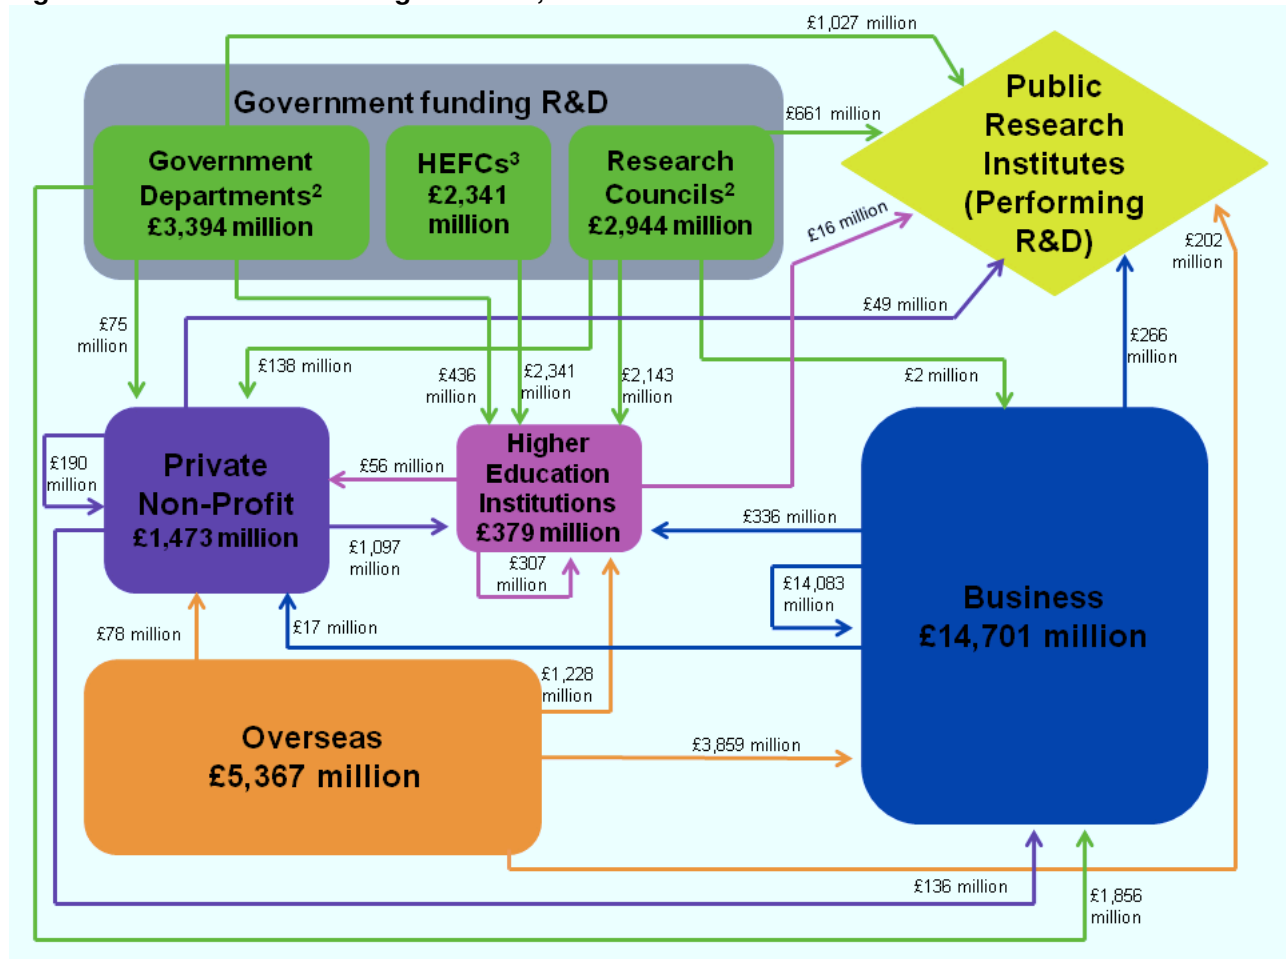 £1,027 million
Government funding R&D
Public
Research
Institutes
(Performing
R&D)
£661 million
Government
Departments²
£3,394 million
HEFCs³
£2,341
million
Research
Councils²
£2,944 million
£16 million
£202
million
£75
million
£49 million
£266
million
£138 million
£436
million
£2,341
million
£2,143
million
£2 million
Private
Non-Profit
£1,473 million
£190
million
£56 million
Higher
Education
Institutions
£379 million
£1,097
million
£336 million
£307
million
£14,083
million
Business
£14,701 million
£78 million
£17 million
£1,228
million
Overseas
£5,367 million
£3,859 million
£136 million
£1,856
million